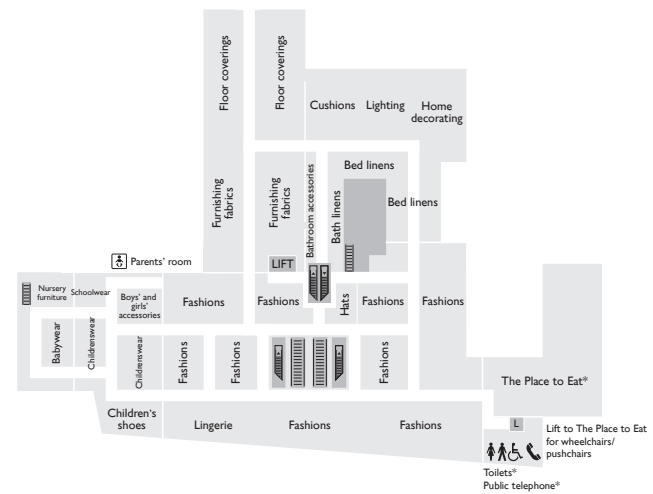 Floor coverings
Floor coverings
Cushions
Lighting
Home
decorating
Furnishing
fabrics
Furnishing
fabrics
Bathroom accessories
Bed linens
Bath linens
Bed linens
LIFT
Parents' room
Nursery
furniture
Schoolwear
Boys' and
girls'
accessories
Fashions
Fashions
Hats
Fashions
Fashions
Babywear
Childrenswear
Childrenswear
Fashions
Fashions
Fashions
The Place to Eat*
Children's
shoes
Lingerie
Fashions
Fashions
L
Lift to The Place to Eat
for wheelchairs/
pushchairs
Toilets*
Public telephone*